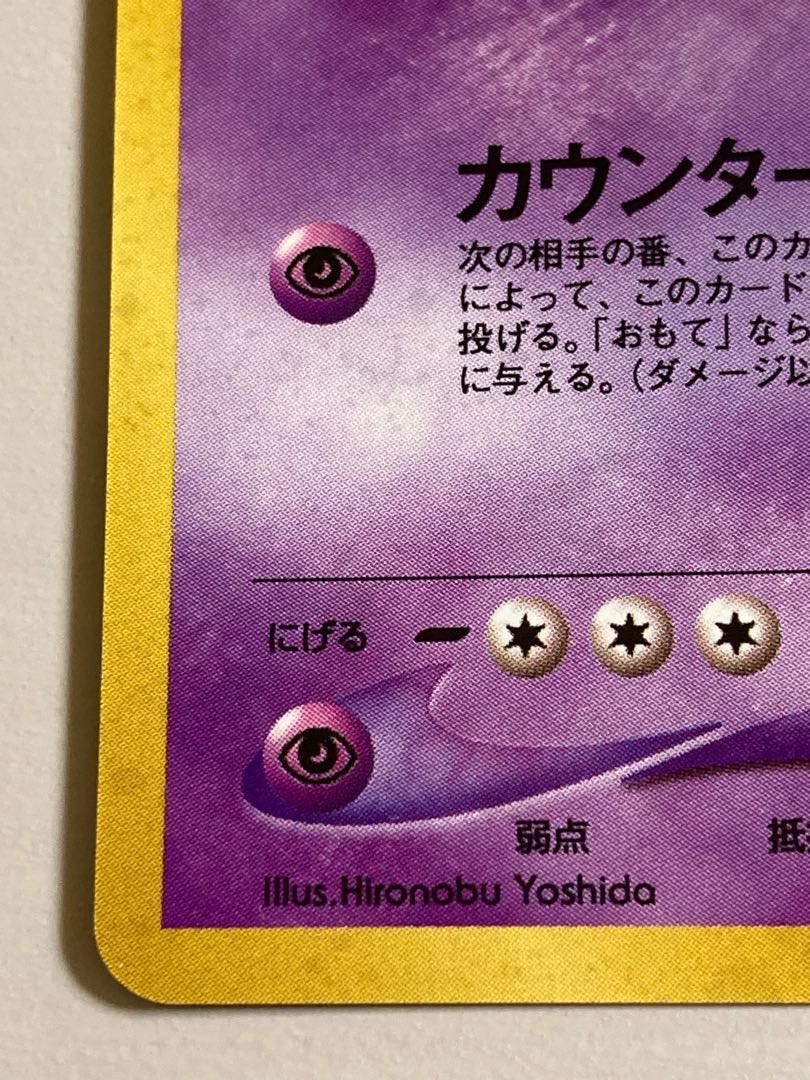 カウンター
次の相手の番、このカ
によって、このカード
投げる。「おもて」なら
に与える。（ダメージ以
にげる
弱点 抵
Illus.Hironobu Yoshida